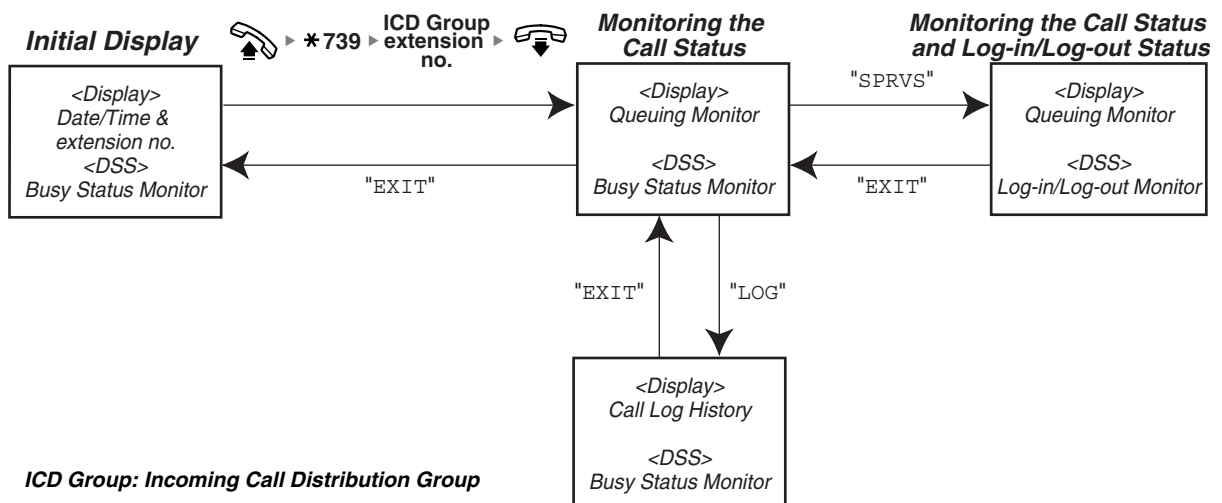 Initial Display
*739
ICD Group
extension
no.
Monitoring the
Call Status
Monitoring the Call Status
and Log-in/Log-out Status
<Display>
Date/Time &
extension no.
<DSS>
Busy Status Monitor
"EXIT"
<Display>
Queuing Monitor
<DSS>
Busy Status Monitor
"SPRVS"
"EXIT"
<Display>
Queuing Monitor
<DSS>
Log-in/Log-out Monitor
"EXIT"
"LOG"
<Display>
Call Log History
<DSS>
Busy Status Monitor
ICD Group: Incoming Call Distribution Group